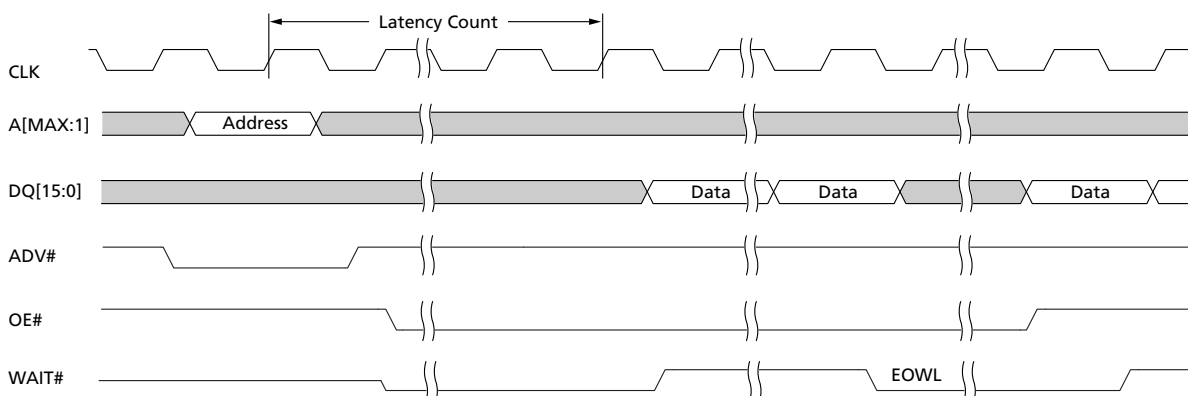 Latency Count
CLK
A[MAX:1] Address
DQ[15:0] Data Data Data
ADV#
OE#
WAIT# EOWL